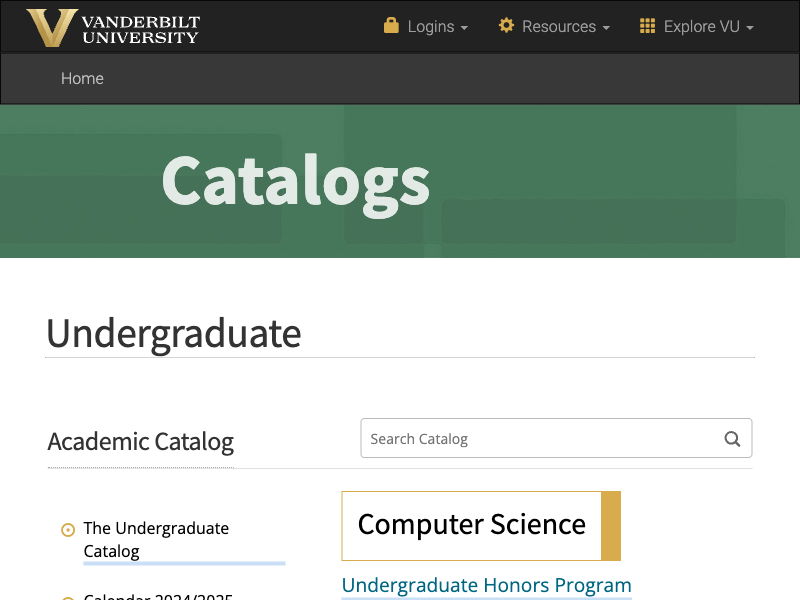 VANDERBILT
UNIVERSITY
Logins
Resources
Explore VU
Home
Catalogs
Undergraduate
Academic Catalog
Search Catalog
The Undergraduate
Catalog
Computer Science
Undergraduate Honors Program
Calendar 2024/2025